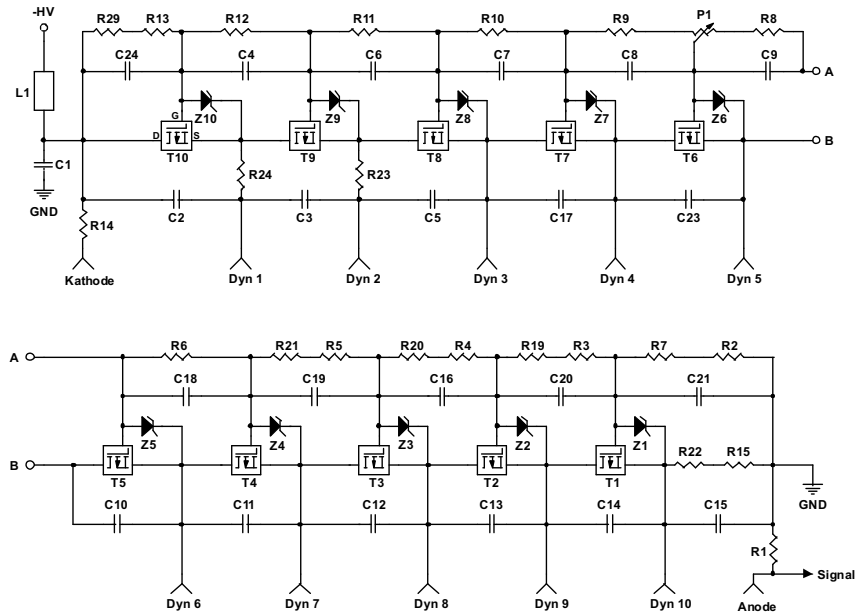 -HV
R29 R13 R12 R11 R10 R9 P1 R8
C24 C4 C6 C7 C8 C9
A
L1
Z10 Z9 Z8 Z7 Z6
G
D S
B
T10 T9 T8 T7 T6
C1
R24 R23
GND
C2 C3 C5 C17 C23
R14
Kathode Dyn 1 Dyn 2 Dyn 3 Dyn 4 Dyn 5
R6 R21 R5 R20 R4 R19 R3 R7 R2
A
C18 C19 C16 C20 C21
Z5 Z4 Z3 Z2 Z1
R22 R15
B
T5 T4 T3 T2 T1
GND
C10 C11 C12 C13 C14 C15
R1
Signal
Dyn 6 Dyn 7 Dyn 8 Dyn 9 Dyn 10 Anode